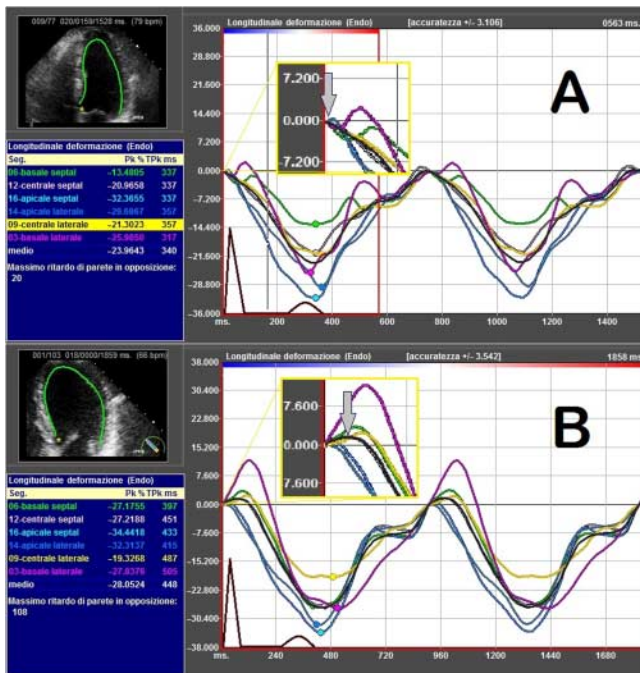 009/77 020/0159/1528 ms. (79 bpm)
Longitudinale deformazione (Endo) [accuratezza +/- 3.106] 0563 ms.
36.000
28.800
21.600
14.400
7.200
0.000
-7.200
-14.400
-21.600
-28.800
-36.000
ms. 200 400 600 800 1000 1200 1400
7.200
0.000
-7.200
A
Longitudinale deformazione (Endo)
Seg. Pk % TPk ms
06-basale septal -13.4805 337
12-centrale septal -20.9658 337
16-apicale septal -32.3655 337
14-apicale laterale 357
09-centrale laterale -21.3023 357
03-basale laterale 317
medio -23.9643 340
Massimo ritardo di parete in opposizione:
20
001/103 018/0000/1859 ms. (66 bpm)
Longitudinale deformazione (Endo) [accuratezza +/- 3.542] 1858 ms.
38.000
30.400
22.800
15.200
7.600
0.000
-7.600
-15.200
-22.800
-30.400
-38.000
ms. 240 480 720 960 1200 1440 1680
7.600
0.000
7.600
B
Longitudinale deformazione (Endo)
Seg. Pk % TPk ms
06-basale septal -27.1755 397
12-centrale septal -27.2188 451
16-apicale septal -34.4418 433
14-apicale laterale -32.3137 415
09-centrale laterale -19.3268 487
03-basale laterale -27.8376 505
medio -28.0524 448
Massimo ritardo di parete in opposizione:
108